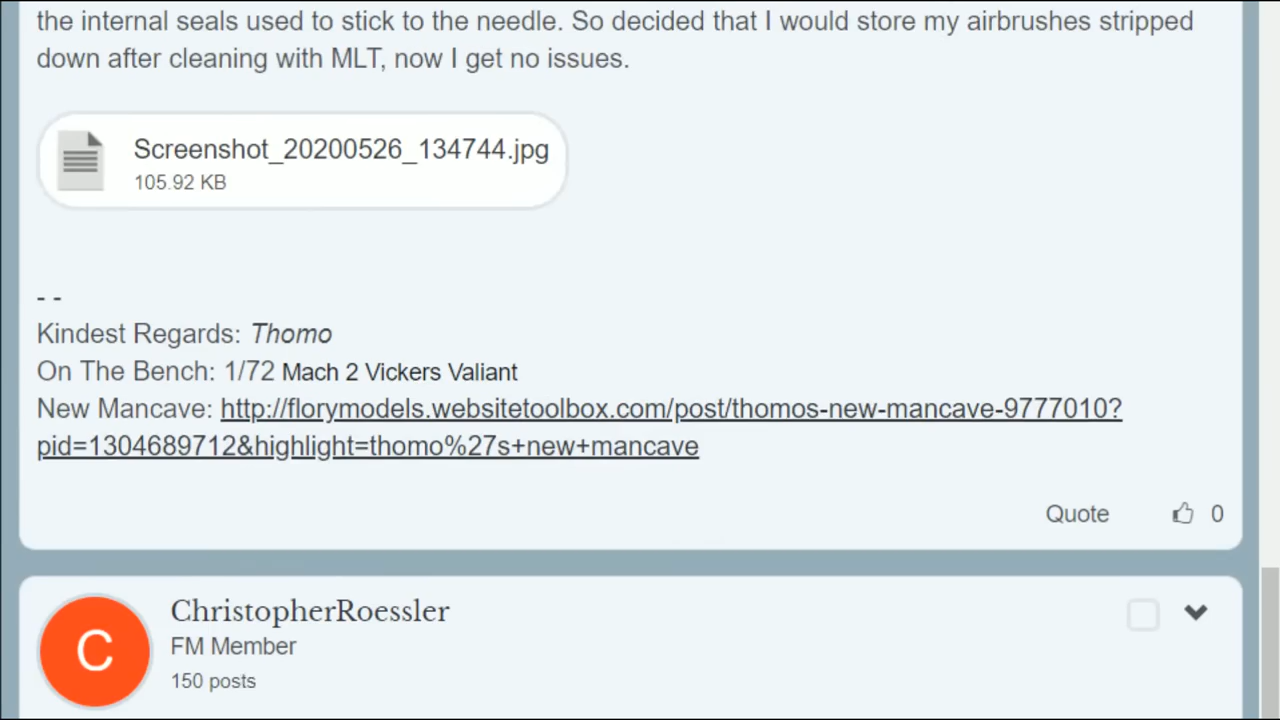 the internal seals used to stick to the needle. So decided that I would store my airbrushes stripped
down after cleaning with MLT, now I get no issues.
Screenshot_20200526_134744.jpg
105.92 KB
- -
Kindest Regards: Thomo
On The Bench: 1/72 Mach 2 Vickers Valiant
New Mancave: http://florymodels.websitetoolbox.com/post/thomos-new-mancave-9777010?
pid=1304689712&highlight=thomo%27s+new+mancave
Quote 0
C
ChristopherRoessler
FM Member
150 posts